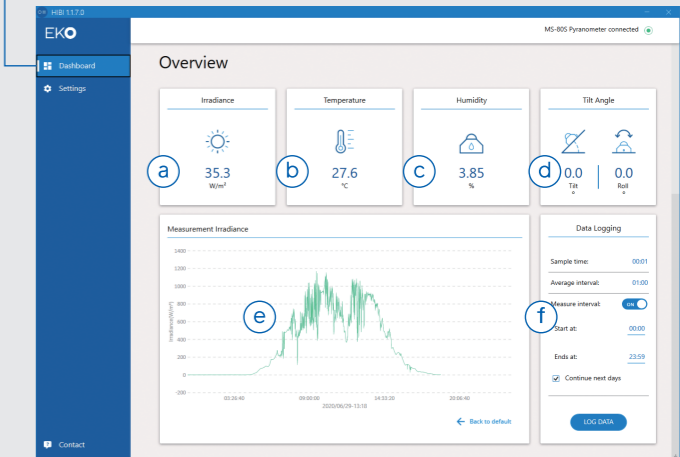 HIBI 1.1.7.0
EKO
MS-80S Pyranometer connected
Dashboard
Settings
Contact
Overview
Irradiance
a
35.3
W/m²
Temperature
b
27.6
°C
Humidity
c
3.85
%
Tilt Angle
d
0.0 0.0
Tilt Roll
° °
Measurement Irradiance
1400
1200
1000
800
600
400
200
0
-200
Irradiance(W/m²)
e
03:26:40 09:00:00 14:33:20 20:06:40
2020/06/29-13:18
Back to default
Data Logging
Sample time: 00:01
Average interval: 01:00
Measure interval: ON
f
Start at: 00:00
Ends at: 23:59
Continue next days
LOG DATA